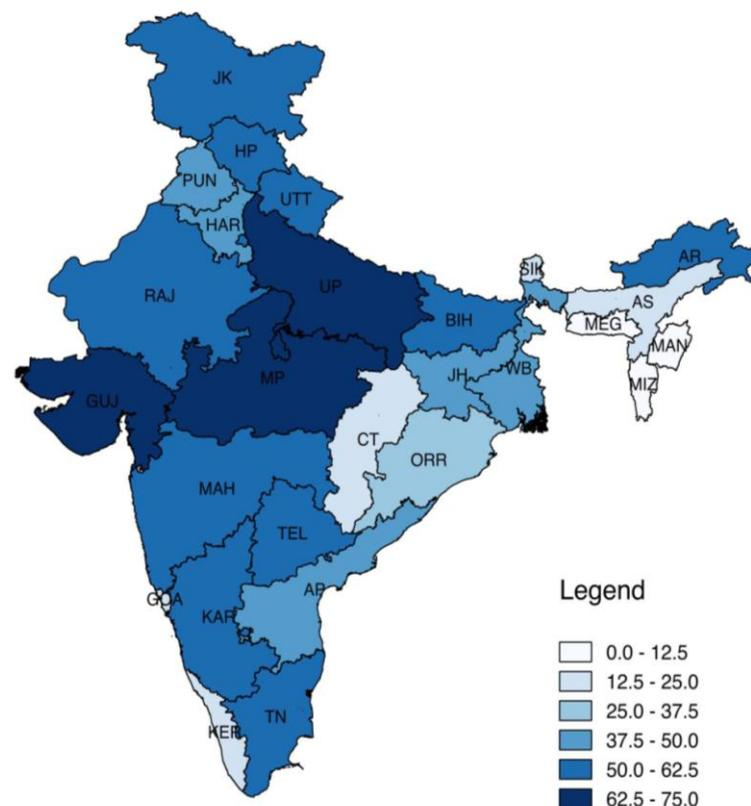 JK
HP
PUN
UTT
HAR
UP
RAJ
BIH
SIK
AR
AS
MEG
MAN
MIZ
MP
GUJ
JH
WB
CT
ORR
MAH
TEL
GOA
AP
KAR
TN
KER
Legend
0.0 - 12.5
12.5 - 25.0
25.0 - 37.5
37.5 - 50.0
50.0 - 62.5
62.5 - 75.0